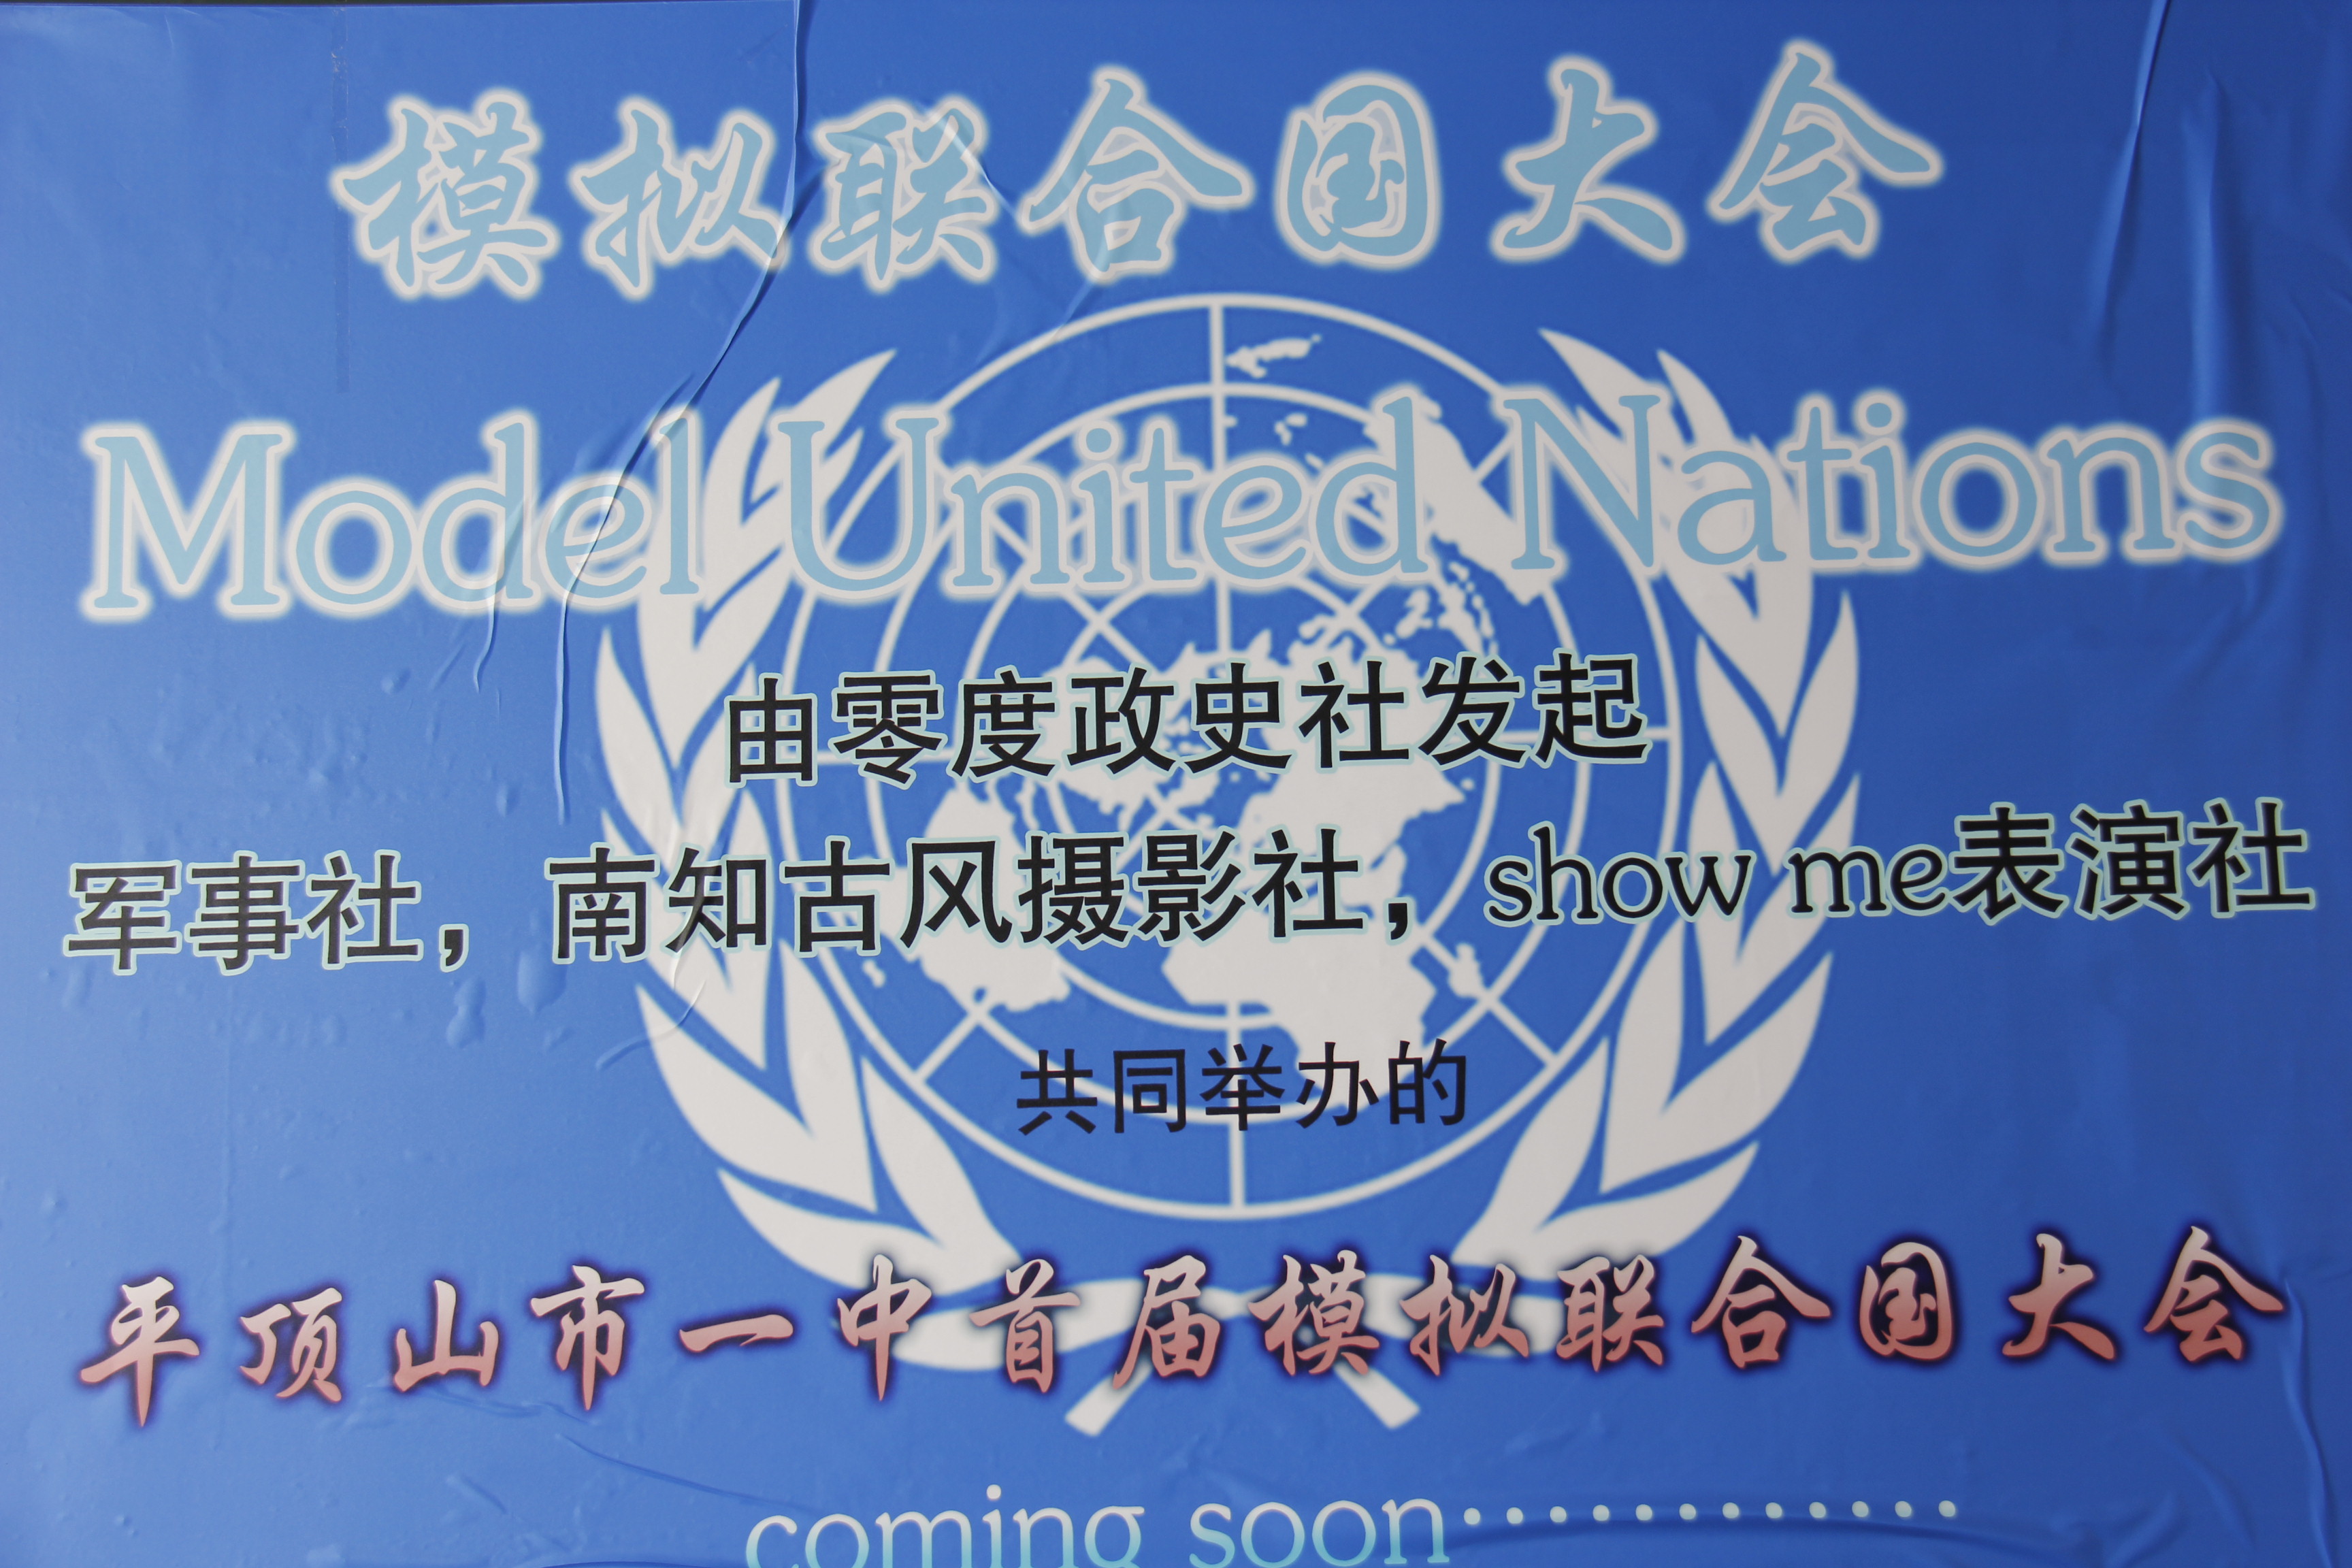 模拟联合国大会
Model United Nations
由零度政史社发起
军事社，南知古风摄影社，show me表演社
共同举办的
平顶山市一中首届模拟联合国大会
coming soon·············